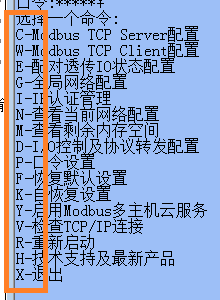 口令:*****
选择一个命令:
C-Modbus TCP Server配置
W-Modbus TCP Client配置
E-配对透传IO状态配置
G-全局网络配置
I-IP认证管理
N-查看当前网络配置
M-查看剩余内存空间
D-I/O控制及协议转发配置
P-口令设置
F-恢复默认设置
K-自恢复设置
Y-启用Modbus多主机云服务
V-检查TCP/IP连接
R-重新启动
H-技术支持及最新产品
X-退出